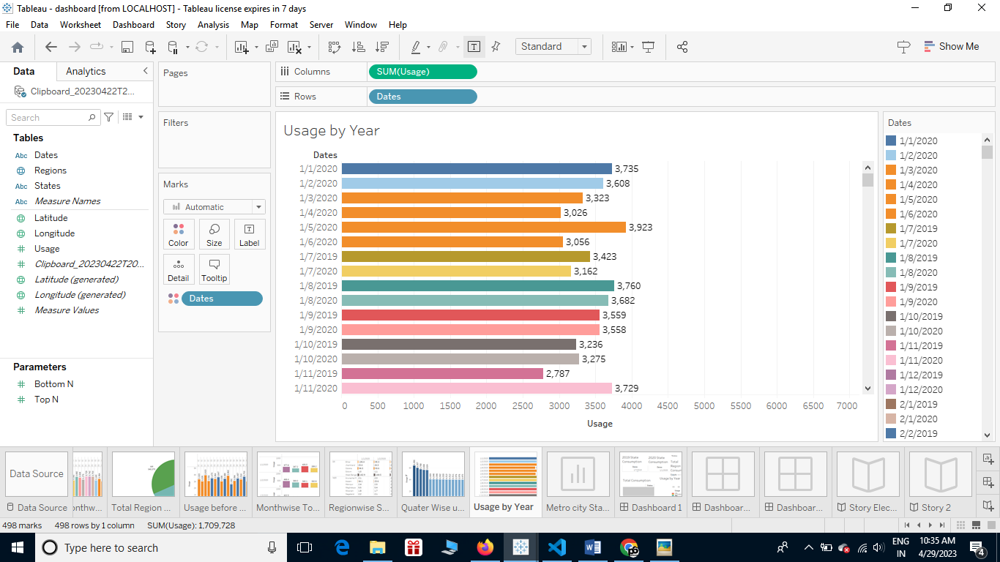 Tableau - dashboard [from LOCALHOST] - Tableau license expires in 7 days
File Data Worksheet Dashboard Story Analysis Map Format Server Window Help
Standard
Show Me
Data Analytics
Clipboard_20230422T2...
Search
Tables
Abc Dates
Regions
Abc States
Abc Measure Names
Latitude
Longitude
# Usage
# Clipboard_20230422T20...
Latitude (generated)
Longitude (generated)
# Measure Values
Parameters
# Bottom N
# Top N
Pages
Filters
Marks
Automatic
Color Size Label
Detail Tooltip
Dates
Columns SUM(Usage)
Rows Dates
Usage by Year
Dates
1/1/2020 3,735
1/2/2020 3,608
1/3/2020 3,323
1/4/2020 3,026
1/5/2020 3,923
1/6/2020 3,056
1/7/2019 3,423
1/7/2020 3,162
1/8/2019 3,760
1/8/2020 3,682
1/9/2019 3,559
1/9/2020 3,558
1/10/2019 3,236
1/10/2020 3,275
1/11/2019 2,787
1/11/2020 3,729
0 500 1000 1500 2000 2500 3000 3500 4000 4500 5000 5500 6000 6500 7000
Usage
Dates
1/1/2020
1/2/2020
1/3/2020
1/4/2020
1/5/2020
1/6/2020
1/7/2019
1/7/2020
1/8/2019
1/8/2020
1/9/2019
1/9/2020
1/10/2019
1/10/2020
1/11/2019
1/11/2020
1/12/2019
1/12/2020
2/1/2019
2/1/2020
2/2/2019
Data Source
2019 State Consumption
2020 State Consumption
Total Consumption
Usage by Year
Data Source onthw... Total Region ... Usage before ... Monthwise To... Regionwise S... Quater Wise u... Usage by Year Metro city Sta... Dashboard 1 Dashboar... Dashboar... Story Elec... Story 2
498 marks 498 rows by 1 column SUM(Usage): 1,709,728
Type here to search
ENG
IN
10:35 AM
4/29/2023
4